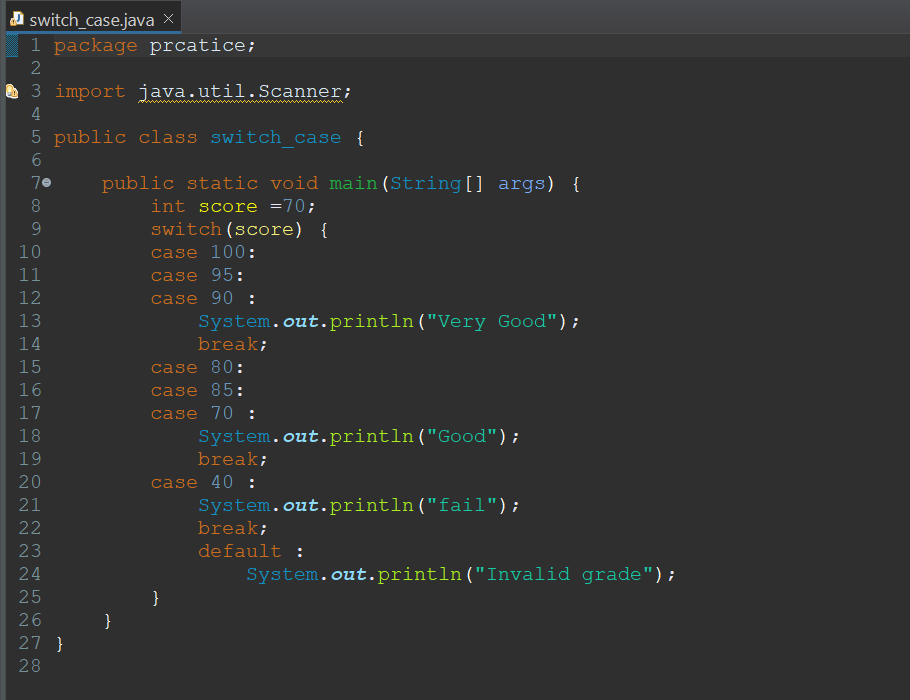 switch_case.java
1 package prcatice;
2
3 import java.util.Scanner;
4
5 public class switch_case {
6
7 public static void main(String[] args) {
8 int score =70;
9 switch(score) {
10 case 100:
11 case 95:
12 case 90 :
13 System.out.println("Very Good");
14 break;
15 case 80:
16 case 85:
17 case 70 :
18 System.out.println("Good");
19 break;
20 case 40 :
21 System.out.println("fail");
22 break;
23 default :
24 System.out.println("Invalid grade");
25 }
26 }
27 }
28